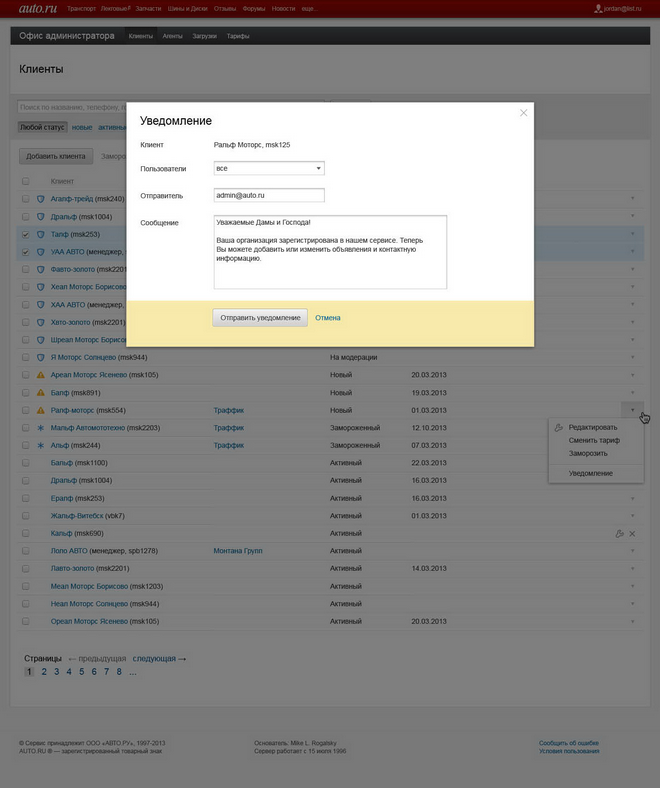 auto.ru Транспорт Легковые Запчасти Шины и Диски Отзывы Форумы Новости еще... jordan@list.ru
Офис администратора Клиенты Агенты Загрузки Тарифы
Клиенты
Поиск по названию, телефону,
Любой статус новые активные
Добавить клиента Заморо
Клиент
Уведомление
Клиент Ральф Моторс, msk125
Пользователи все
Отправитель admin@auto.ru
Сообщение Уважаемые Дамы и Господа!
Ваша организация зарегистрирована в нашем сервисе. Теперь
Вы можете добавить или изменить объявления и контактную
информацию.
Отправить уведомление Отмена
Агалф-трейд (msk240)
Дральф (msk1004)
Талф (msk253)
УАА АВТО (менеджер,
Фавто-золото (msk2201
Хеал Моторс Борисово
ХАА АВТО (менеджер,
Хято-золото (msk2201)
Шреал Моторс Борисово
Я Моторс Солнцево (msk944) На модерации
Ареал Моторс Ясенево (msk105) Новый 20.03.2013
Балф (msk891) Новый 19.03.2013
Ралф-моторс (msk554) Траффик Новый 01.03.2013
Мальф Автомототехно (msk2203) Траффик Замороженный 12.10.2013
Альф (msk244) Траффик Замороженный 07.03.2013
Бальф (msk1100) Активный 22.03.2013
Дральф (msk1004) Активный 16.03.2013
Ералф (msk253) Активный 16.03.2013
Жальф-Витебск (vbk7) Активный 01.03.2013
Кальф (msk690) Активный
Лоло АВТО (менеджер, spb1278) Монтана Групп Активный
Лавто-золото (msk2201) Активный 14.03.2013
Меал Моторс Борисово (msk1203) Активный
Неал Моторс Солнцево (msk944) Активный
Ореал Моторс Ясенево (msk105) Активный 20.03.2013
Редактировать
Сменить тариф
Заморозить
Уведомление
Страницы ← предыдущая следующая →
1 2 3 4 5 6 7 8 ...
© Сервис принадлежит ООО «АВТО.РУ», 1997-2013
AUTO.RU ® — зарегистрированный товарный знак.
Основатель: Mike L. Rogalsky
Сервер работает с 15 июля 1996
Сообщить об ошибке
Условия пользования